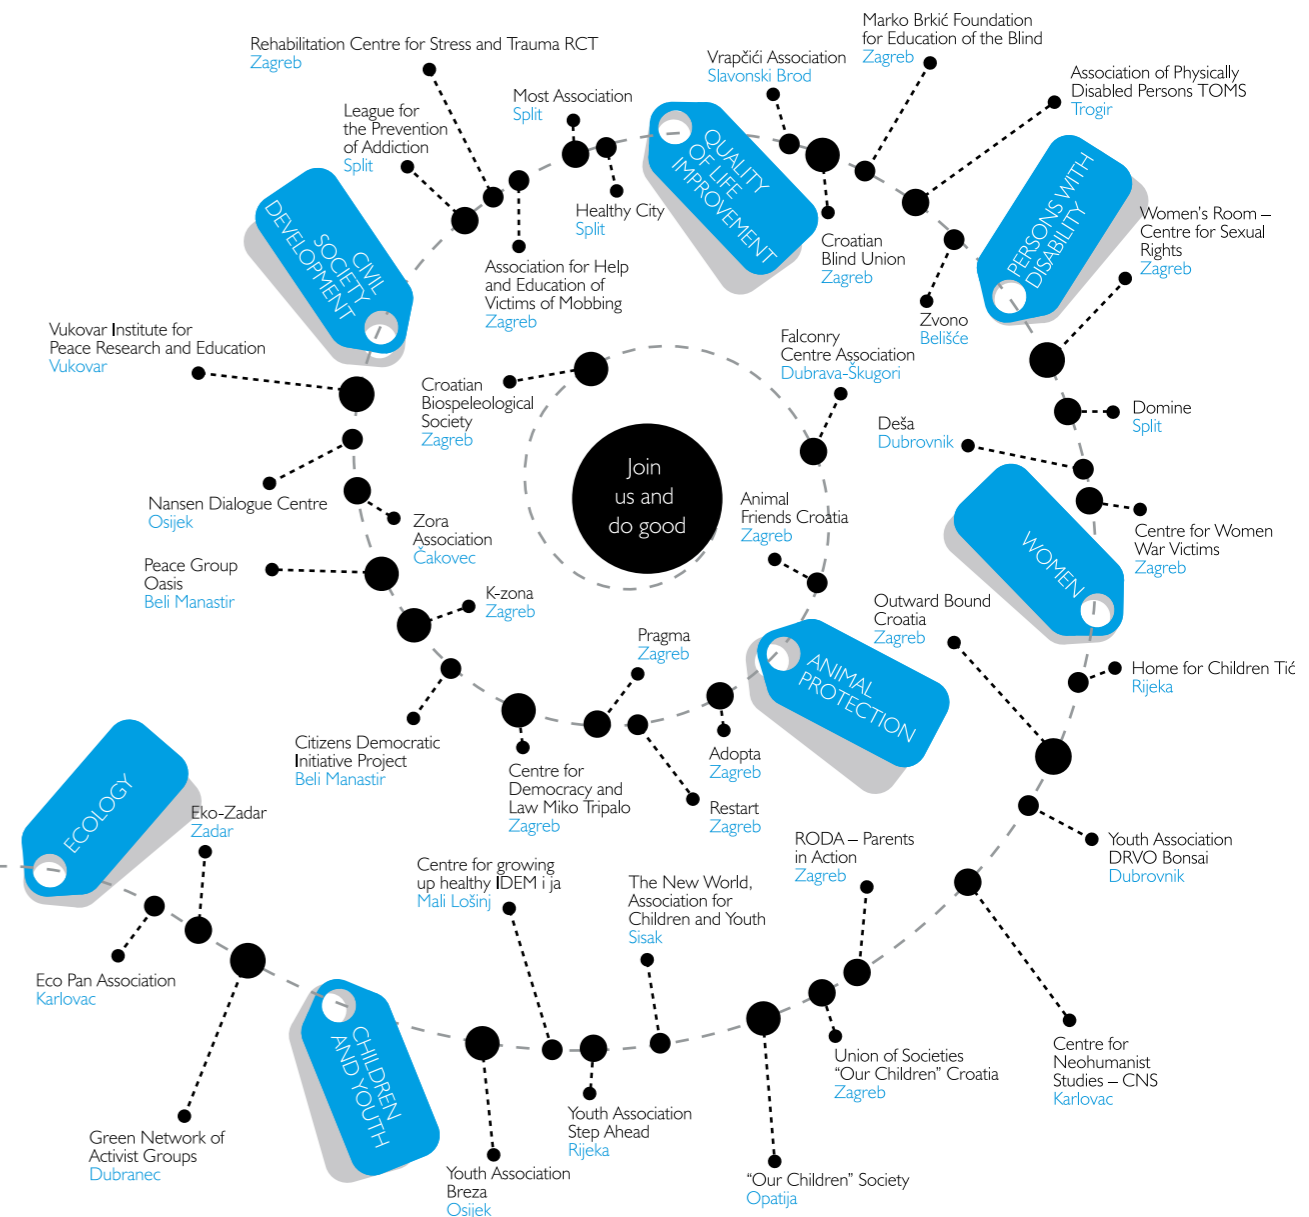 Marko Brkić Foundation
for Education of the Blind
Zagreb
Rehabilitation Centre for Stress and Trauma RCT
Zagreb
Vrapčići Association
Slavonski Brod
Association of Physically
Disabled Persons TOMS
Trogir
League for
the Prevention
of Addiction
Split
Most Association
Split
QUALITY
OF LIFE
IMPROVEMENT
PERSONS WITH
DISABILITY
CIVIL
SOCIETY
DEVELOPMENT
Healthy City
Split
Women's Room –
Centre for Sexual
Rights
Zagreb
Croatian
Blind Union
Zagreb
Association for Help
and Education of
Victims of Mobbing
Zagreb
Zvono
Belišće
Vukovar Institute for
Peace Research and Education
Vukovar
Falconry
Centre Association
Dubrava-Škugori
Croatian
Biospeleological
Society
Zagreb
Domine
Split
Deša
Dubrovnik
Join
us and
do good
Nansen Dialogue Centre
Osijek
Zora
Association
Čakovec
Animal
Friends Croatia
Zagreb
WOMEN
Centre for Women
War Victims
Zagreb
Peace Group
Oasis
Beli Manastir
K-zona
Zagreb
Outward Bound
Croatia
Zagreb
Pragma
Zagreb
ANIMAL
PROTECTION
Home for Children Tić
Rijeka
Citizens Democratic
Initiative Project
Beli Manastir
Centre for
Democracy and
Law Miko Tripalo
Zagreb
Adopta
Zagreb
Restart
Zagreb
ECOLOGY
Eko-Zadar
Zadar
RODA – Parents
in Action
Zagreb
Youth Association
DRVO Bonsai
Dubrovnik
Centre for growing
up healthy IDEM i ja
Mali Lošinj
The New World,
Association for
Children and Youth
Sisak
Eco Pan Association
Karlovac
CHILDREN
AND YOUTH
Union of Societies
“Our Children” Croatia
Zagreb
Centre for
Neohumanist
Studies – CNS
Karlovac
Green Network of
Activist Groups
Dubranec
Youth Association
Step Ahead
Rijeka
Youth Association
Breza
Osijek
“Our Children” Society
Opatija